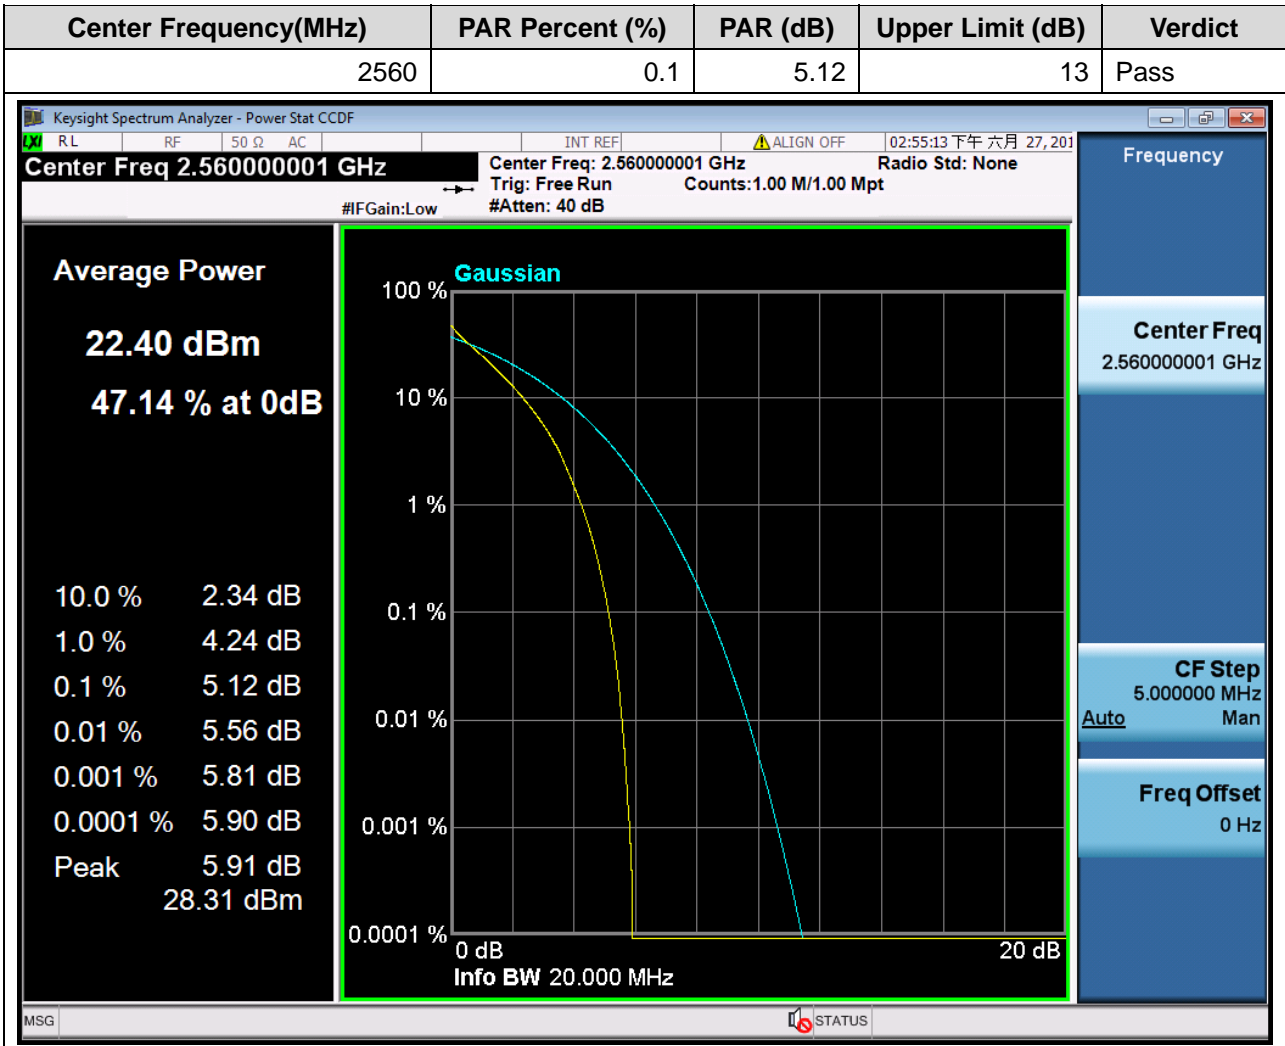 Center Frequency(MHz) PAR Percent (%) PAR (dB) Upper Limit (dB) Verdict
2560 0.1 5.12 13 Pass
Keysight Spectrum Analyzer - Power Stat CCDF
LXI RL RF 50 Ω AC INT REF ALIGN OFF 02:55:13 下午 六月 27, 201
Center Freq 2.560000001 GHz
Center Freq: 2.560000001 GHz Radio Std: None
Trig: Free Run Counts:1.00 M/1.00 Mpt
#IFGain:Low #Atten: 40 dB
Frequency
Average Power
22.40 dBm
47.14 % at 0dB
10.0 % 2.34 dB
1.0 % 4.24 dB
0.1 % 5.12 dB
0.01 % 5.56 dB
0.001 % 5.81 dB
0.0001 % 5.90 dB
Peak 5.91 dB
28.31 dBm
Gaussian
100 %
10 %
1 %
0.1 %
0.01 %
0.001 %
0.0001 %
0 dB 20 dB
Info BW 20.000 MHz
Center Freq
2.560000001 GHz
CF Step
5.000000 MHz
Auto Man
Freq Offset
0 Hz
MSG STATUS